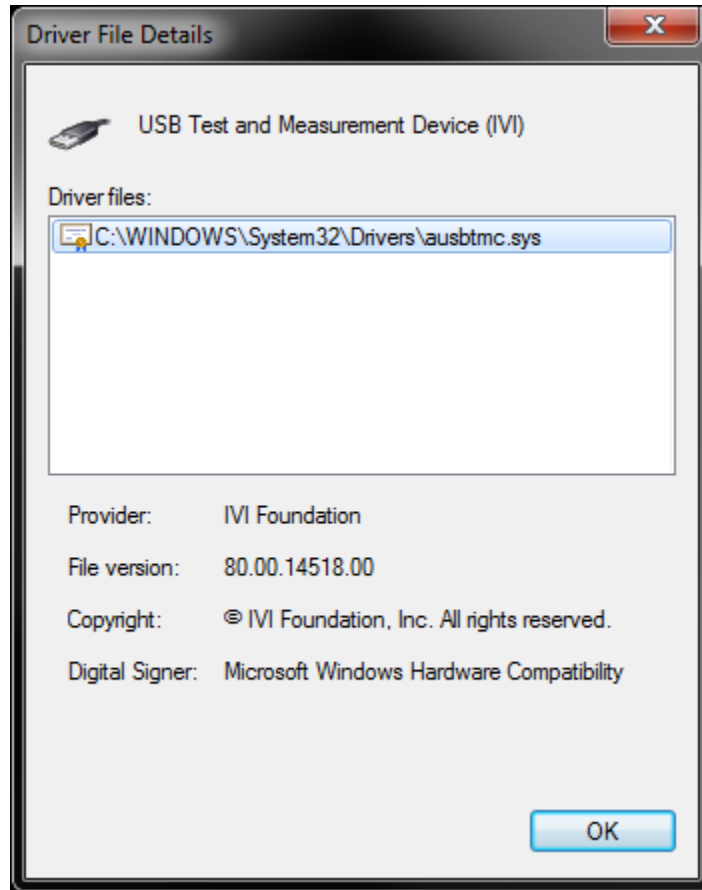 Driver File Details
USB Test and Measurement Device (IVI)
Driver files:
C:\WINDOWS\System32\Drivers\ausbtmc.sys
Provider: IVI Foundation
File version: 80.00.14518.00
Copyright: © IVI Foundation, Inc. All rights reserved.
Digital Signer: Microsoft Windows Hardware Compatibility
OK